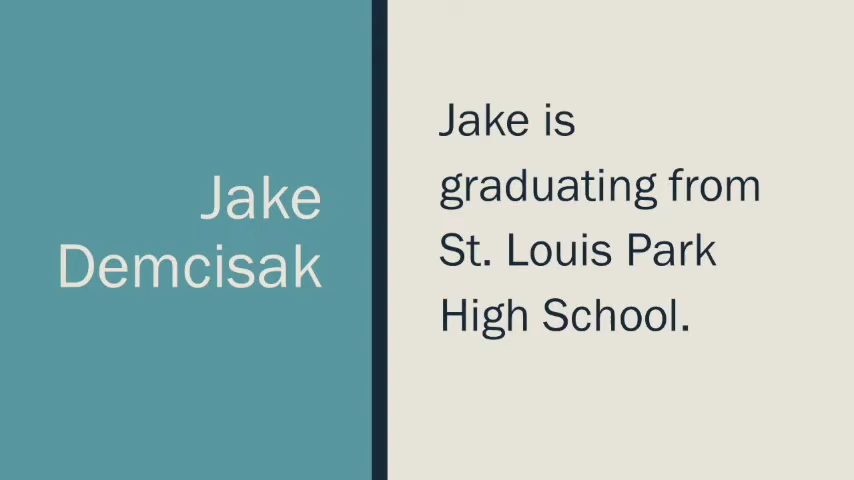 Jake
Demcisak
Jake is
graduating from
St. Louis Park
High School.